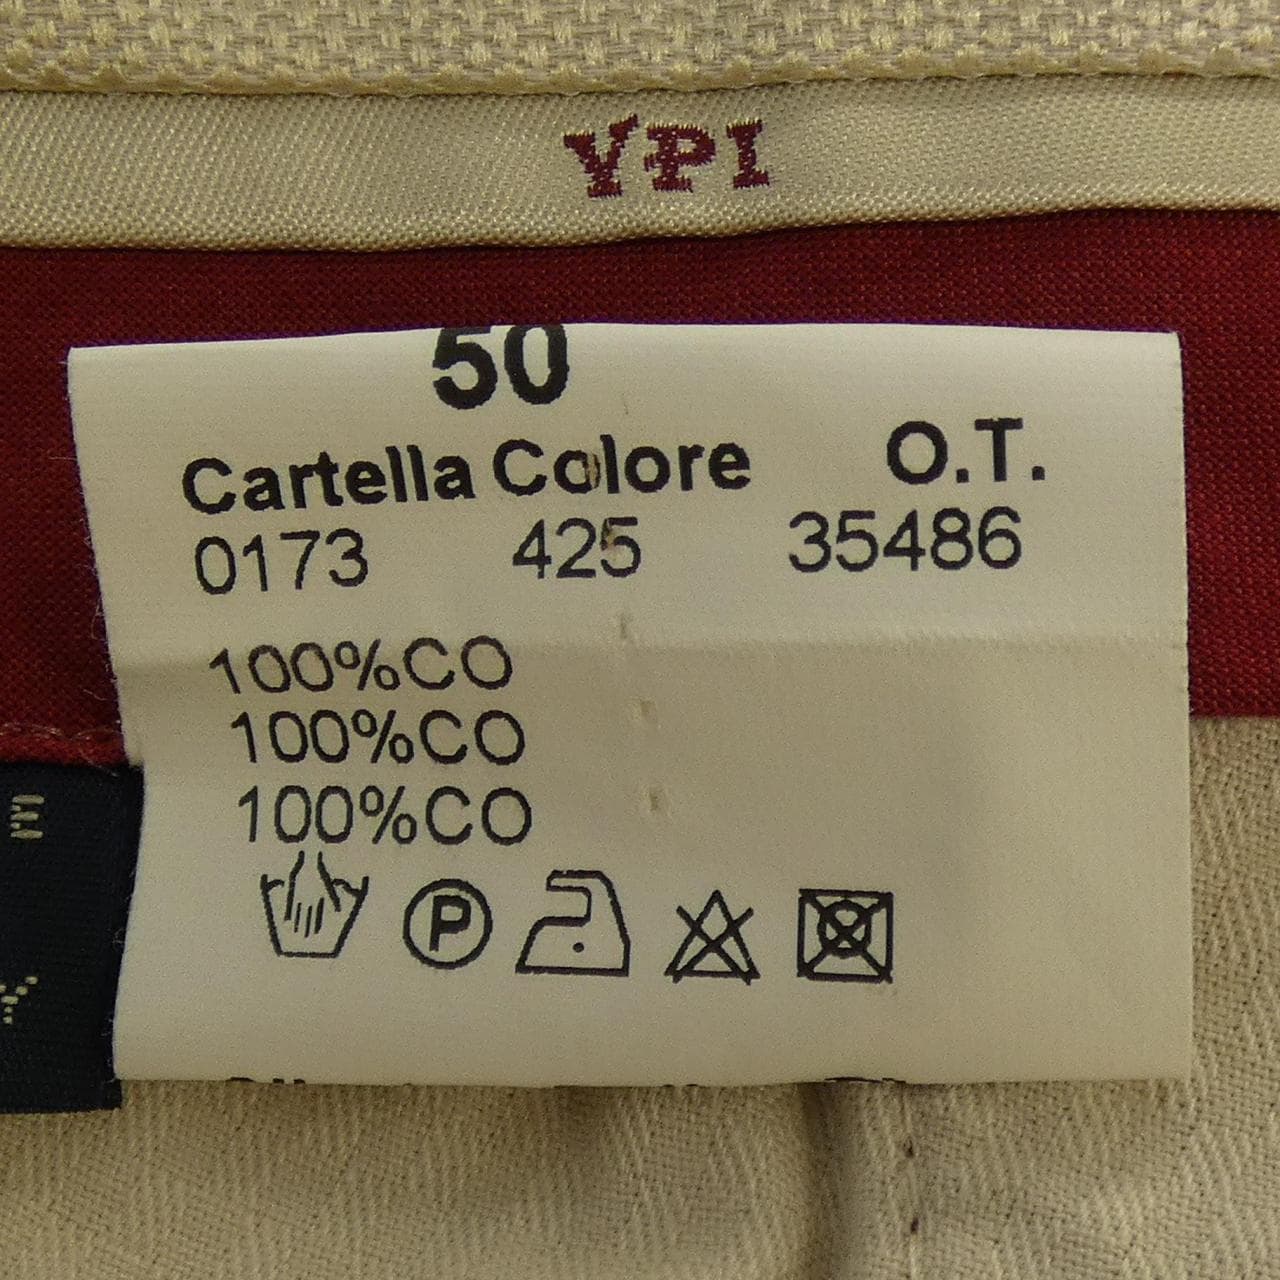 YPI
50
Cartella Colore O.T.
0173 425 35486
100%CO
100%CO
100%CO
P